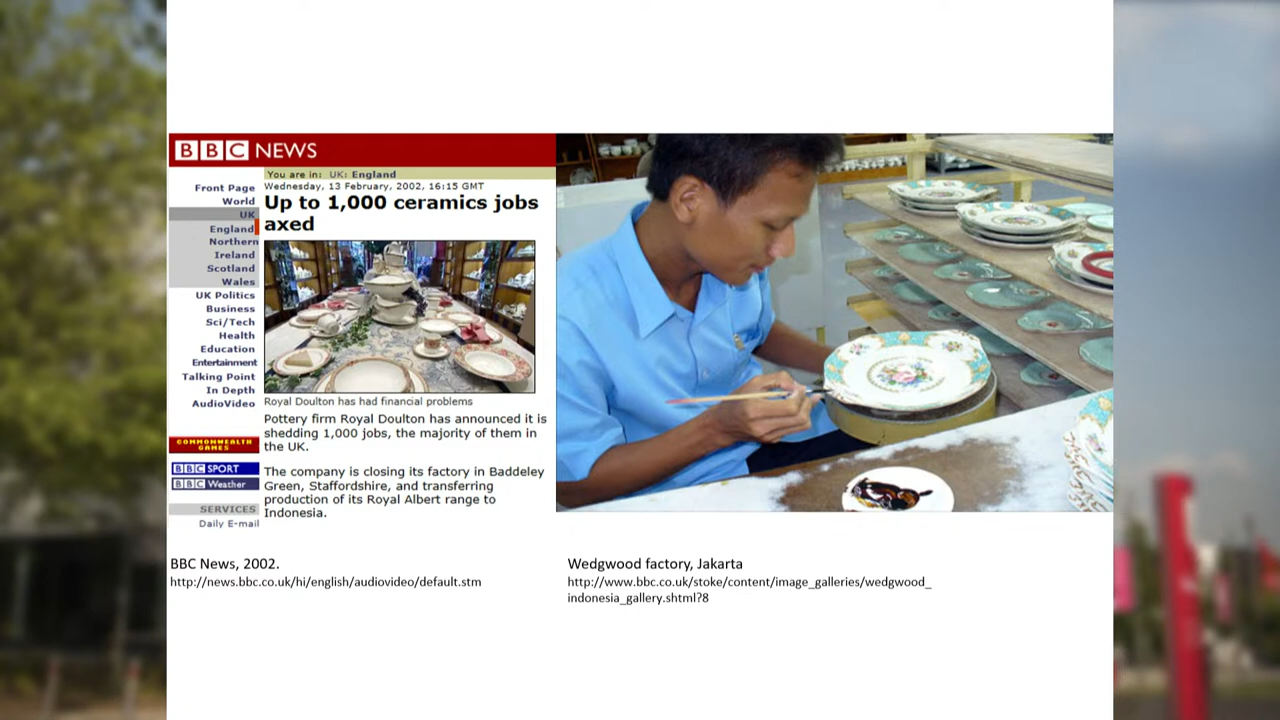 BBC NEWS
You are in: UK: England
Wednesday, 13 February, 2002, 16:15 GMT
Up to 1,000 ceramics jobs
axed
Front Page
World
UK
England
Northern
Ireland
Scotland
Wales
UK Politics
Business
Sci/Tech
Health
Education
Entertainment
Talking Point
In Depth
AudioVideo
COMMONWEALTH
GAMES
BBC SPORT
BBC Weather
SERVICES
Daily E-mail
Royal Doulton has had financial problems
Pottery firm Royal Doulton has announced it is
shedding 1,000 jobs, the majority of them in
the UK.
The company is closing its factory in Baddeley
Green, Staffordshire, and transferring
production of its Royal Albert range to
Indonesia.
BBC News, 2002.
http://news.bbc.co.uk/hi/english/audiovideo/default.stm
Wedgwood factory, Jakarta
http://www.bbc.co.uk/stoke/content/image_galleries/wedgwood_
indonesia_gallery.shtml?8